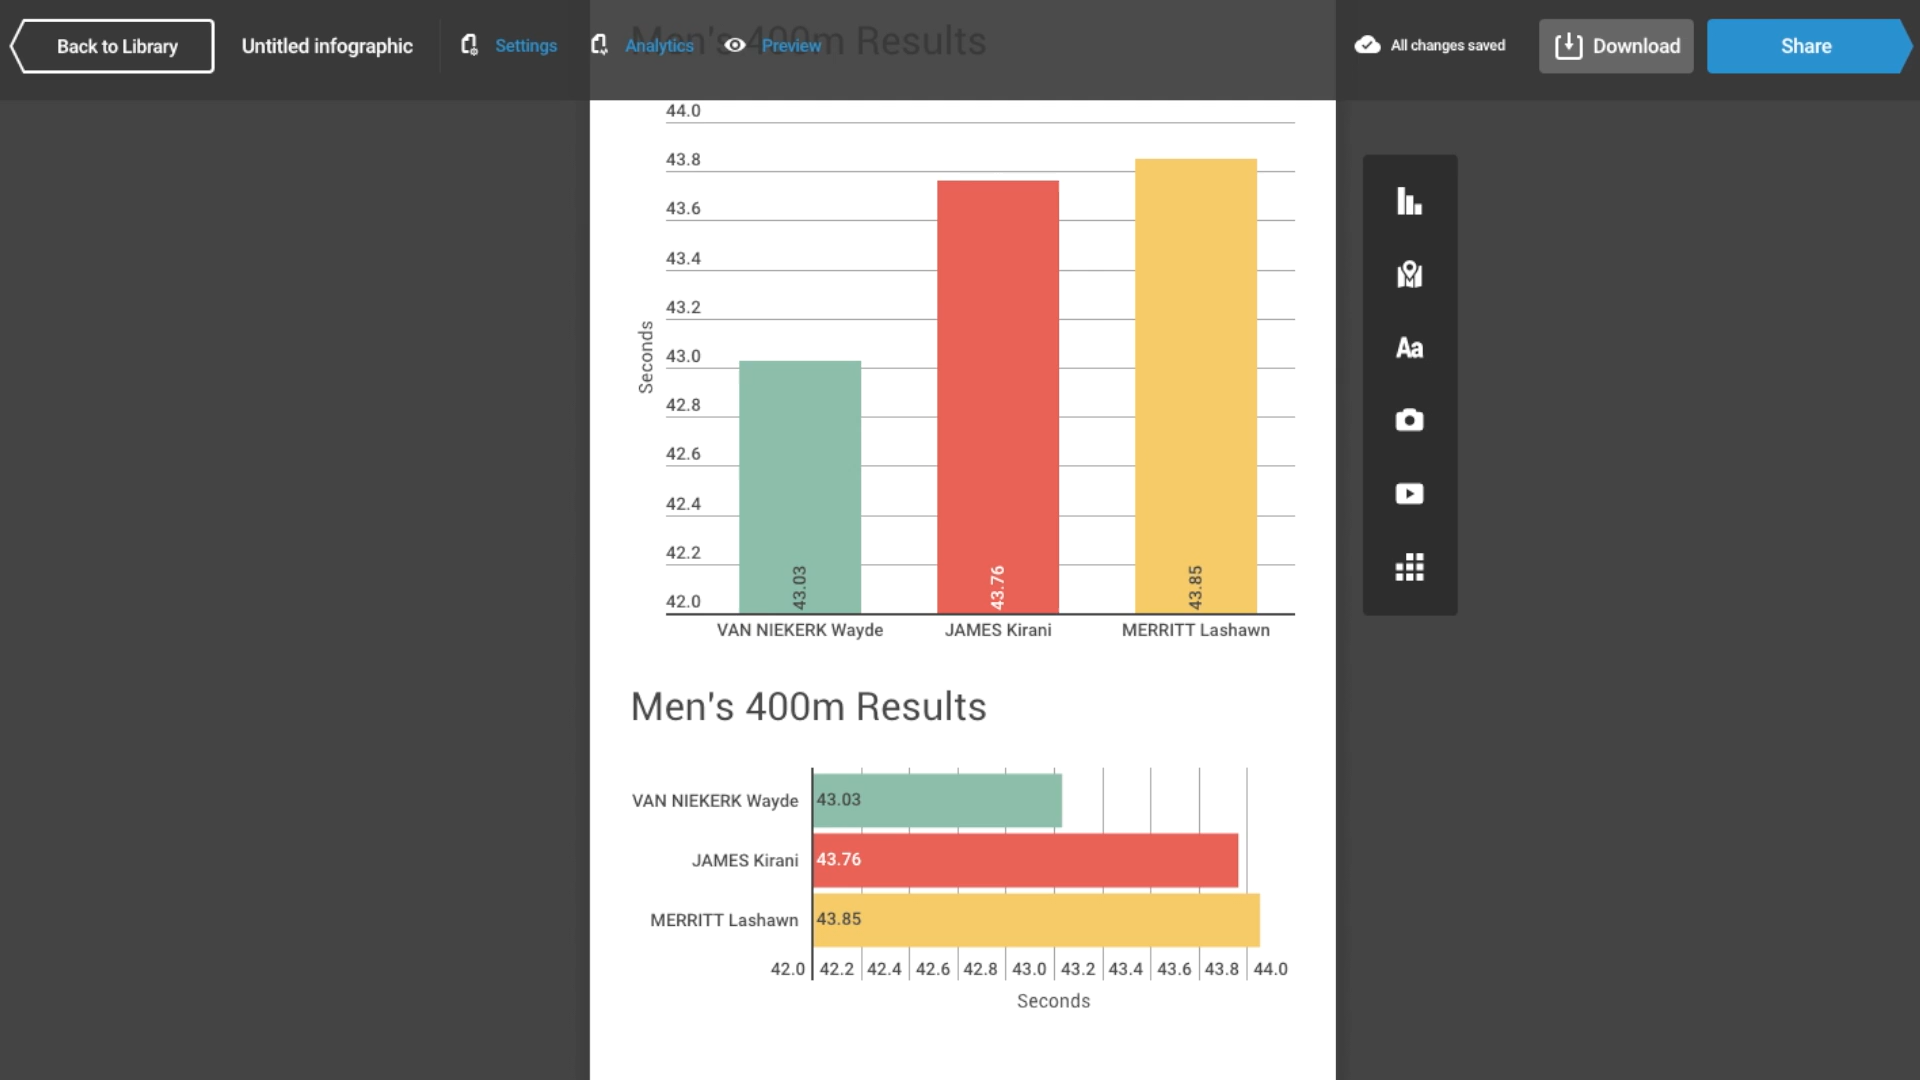 Back to Library
Untitled infographic
Settings
Analytics
Preview
All changes saved
Download
Share
Men's 400m Results
44.0
43.8
43.6
43.4
43.2
43.0
42.8
42.6
42.4
42.2
42.0
Seconds
43.03
43.76
43.85
VAN NIEKERK Wayde
JAMES Kirani
MERRITT Lashawn
Aa
Men's 400m Results
VAN NIEKERK Wayde 43.03
JAMES Kirani 43.76
MERRITT Lashawn 43.85
42.0 42.2 42.4 42.6 42.8 43.0 43.2 43.4 43.6 43.8 44.0
Seconds